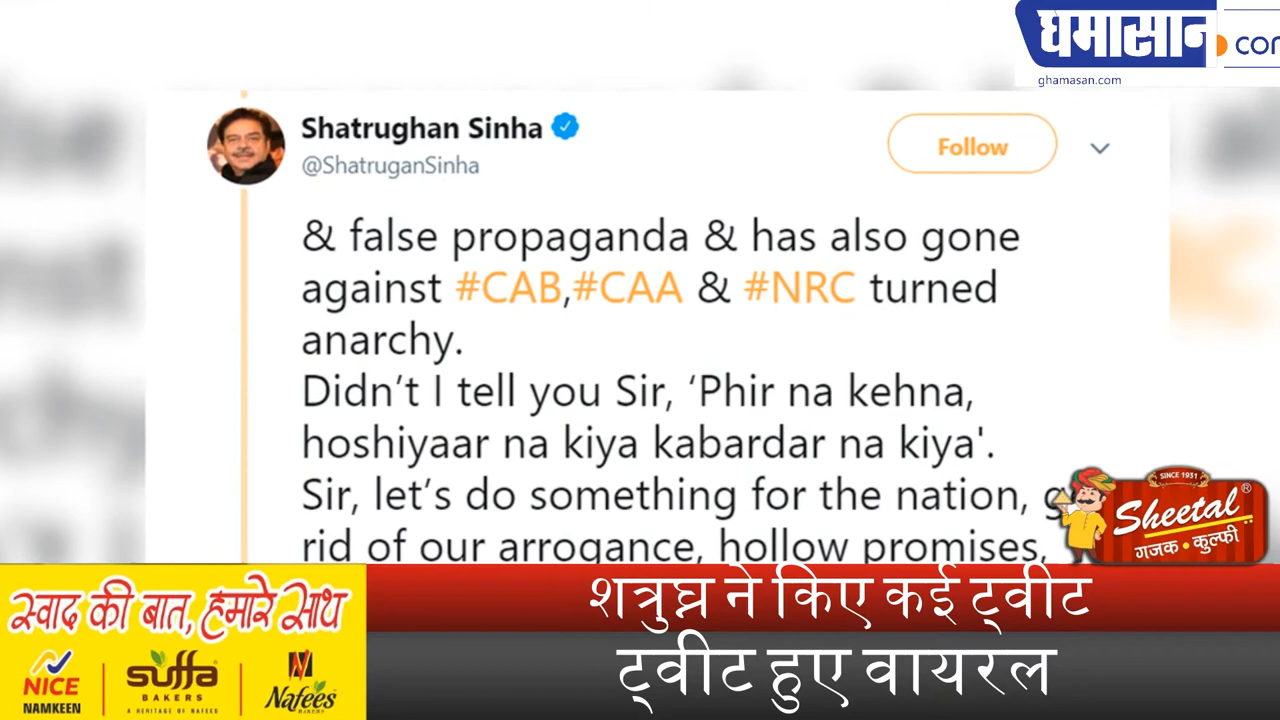 घमासान
con
ghamasan.com
Shatrughan Sinha
@ShatruganSinha
Follow
& false propaganda & has also gone
against #CAB,#CAA & #NRC turned
anarchy.
Didn't I tell you Sir, ‘Phir na kehna,
hoshiyaar na kiya kabardar na kiya'.
Sir, let's do something for the nation,
rid of our arrogance, hollow promises,
SINCE 1931
Sheetal®
गजक • कुल्फी
स्वाद की बात, हमारे साथ
NICE
NAMKEEN
suffa
BAKERS
A HERITAGE OF NAFEED
Nafees
शत्रुघ्न ने किए कई ट्वीट
ट्वीट हुए वायरल